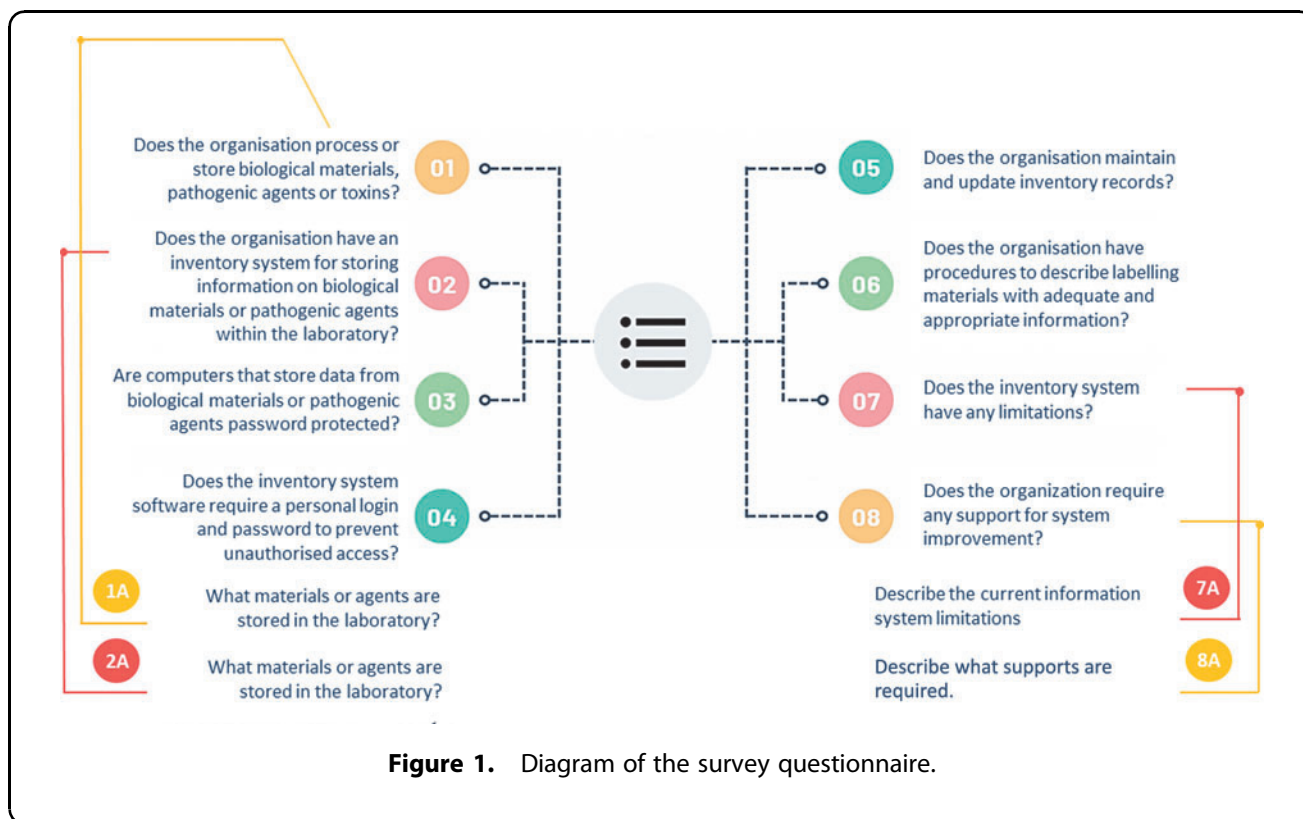 Does the organisation process or
store biological materials,
pathogenic agents or toxins?
01
Does the organisation have an
inventory system for storing
information on biological
materials or pathogenic agents
within the laboratory?
02
Are computers that store data from
biological materials or pathogenic
agents password protected?
03
Does the inventory system
software require a personal login
and password to prevent
unauthorised access?
04
1A
What materials or agents are
stored in the laboratory?
2A
What materials or agents are
stored in the laboratory?
05
Does the organisation maintain
and update inventory records?
06
Does the organisation have
procedures to describe labelling
materials with adequate and
appropriate information?
07
Does the inventory system
have any limitations?
08
Does the organization require
any support for system
improvement?
Describe the current information
system limitations
7A
Describe what supports are
required.
8A
Figure 1. Diagram of the survey questionnaire.